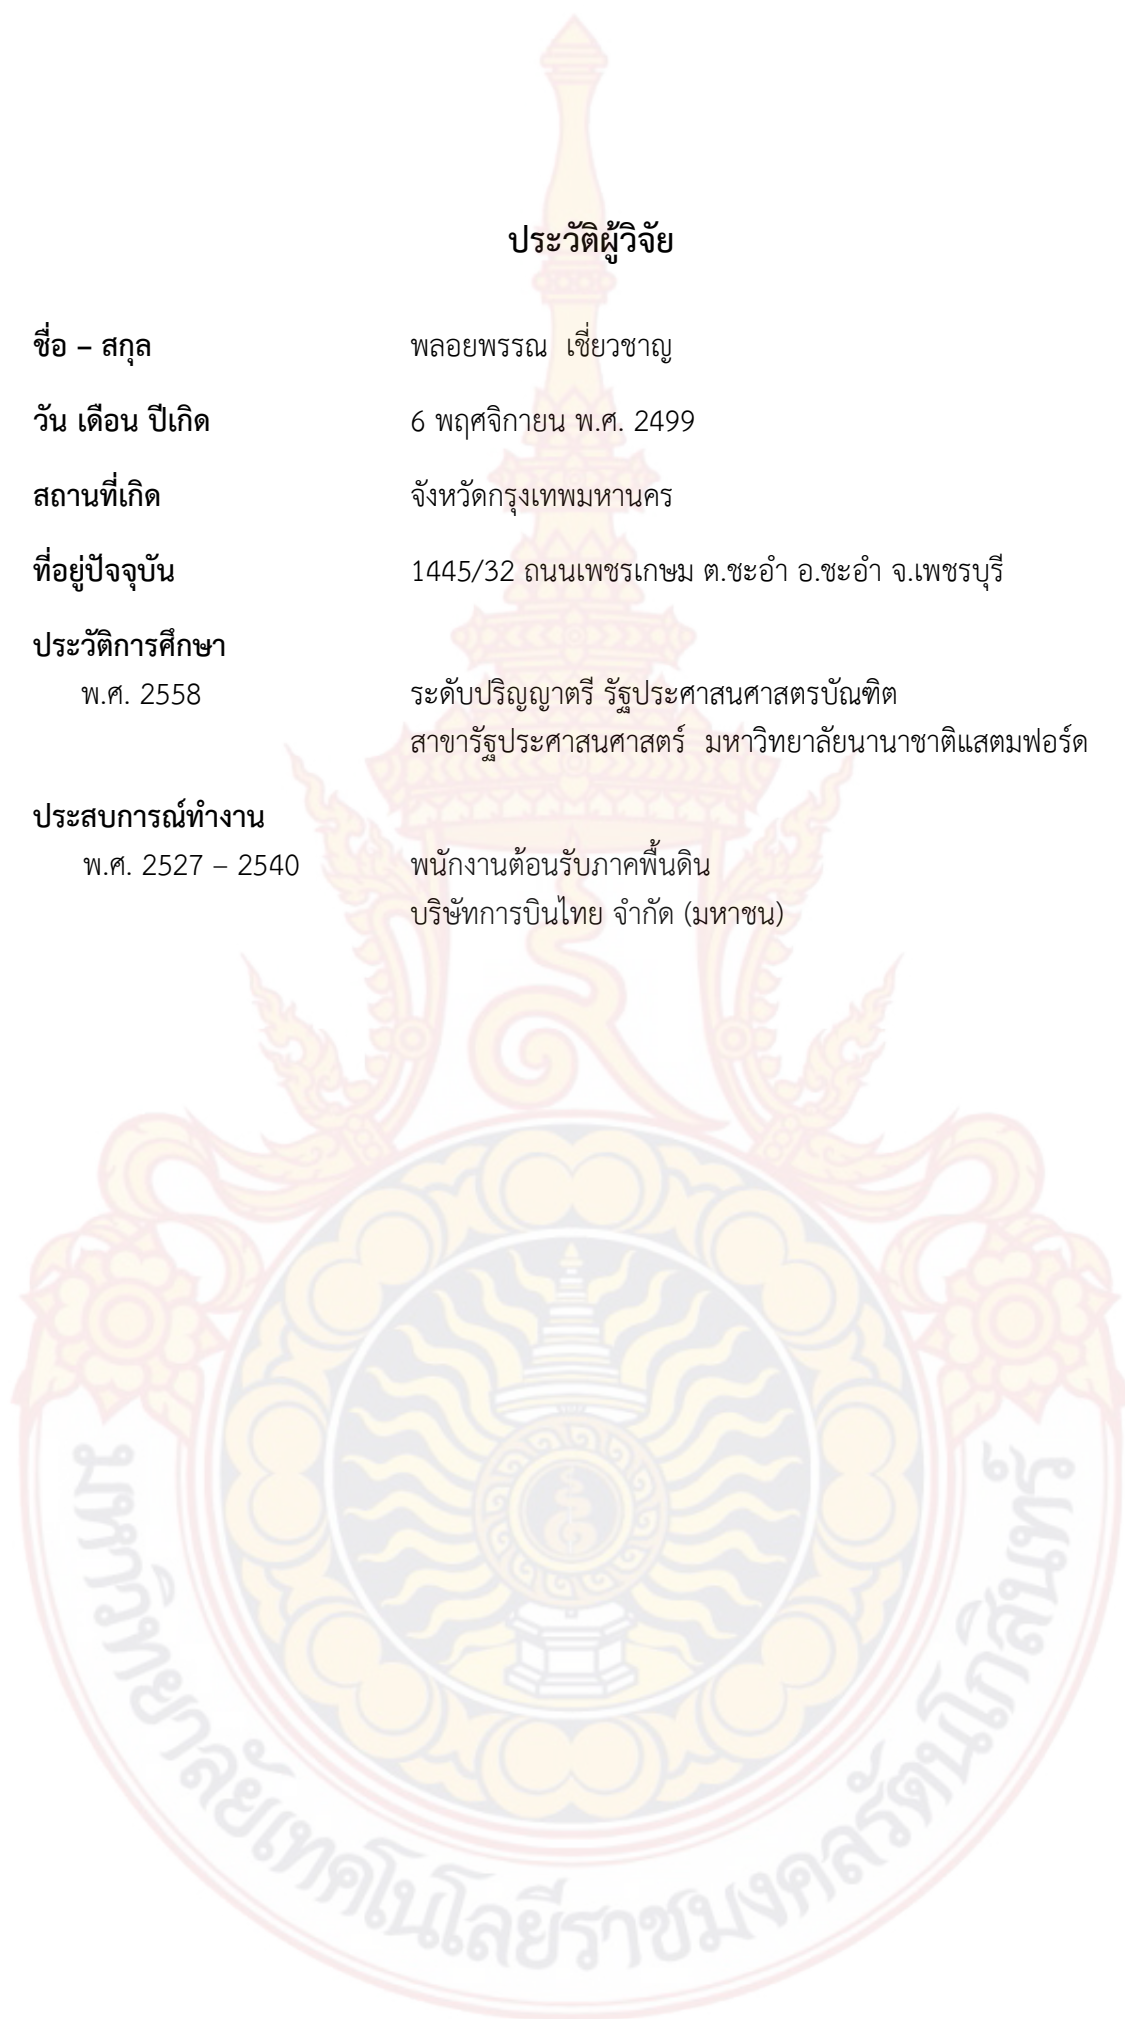 ประวัติผู้วิจัย
ชื่อ – สกุล พลอยพรรณ เชี่ยวชาญ
วัน เดือน ปีเกิด 6 พฤศจิกายน พ.ศ. 2499
สถานที่เกิด จังหวัดกรุงเทพมหานคร
ที่อยู่ปัจจุบัน 1445/32 ถนนเพชรเกษม ต.ชะอำ อ.ชะอำ จ.เพชรบุรี
ประวัติการศึกษา
พ.ศ. 2558 ระดับปริญญาตรี รัฐประศาสนศาสตรบัณฑิต
สาขารัฐประศาสนศาสตร์ มหาวิทยาลัยนานาชาติแสตมฟอร์ด
ประสบการณ์ทำงาน
พ.ศ. 2527 – 2540 พนักงานต้อนรับภาคพื้นดิน
บริษัทการบินไทย จำกัด (มหาชน)
มหาวิทยาลัยเทคโนโลยีราชมงคลรัตนโกสินทร์